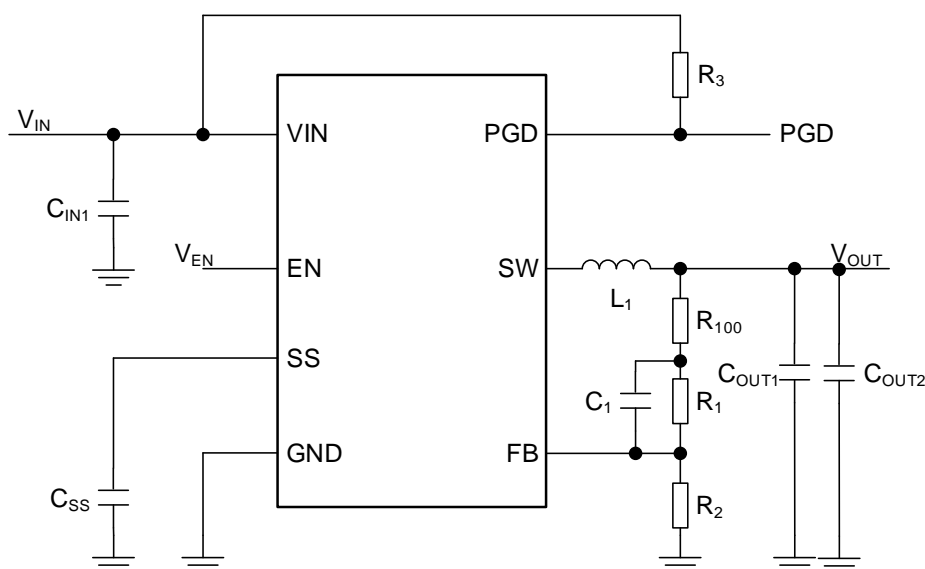 R3
VIN
VIN
PGD
PGD
CIN1
VEN
EN
SW
VOUT
L1
R100
SS
COUT1
COUT2
C1
R1
GND
FB
CSS
R2